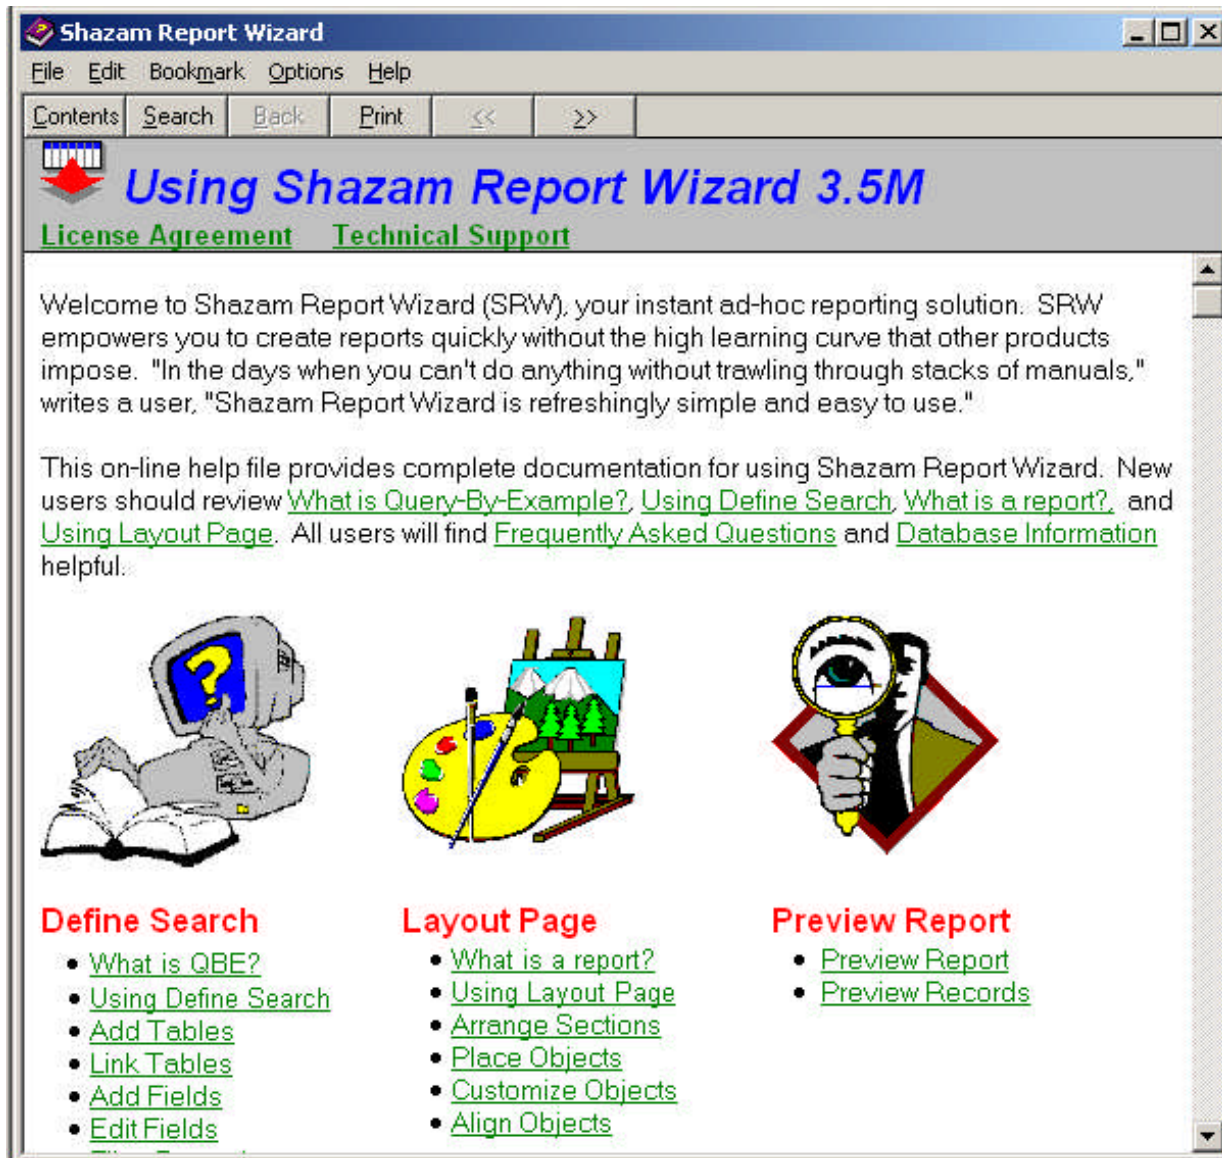 Shazam Report Wizard
File Edit Bookmark Options Help
Contents Search Back Print << >>
Using Shazam Report Wizard 3.5M
License Agreement Technical Support
Welcome to Shazam Report Wizard (SRW), your instant ad-hoc reporting solution. SRW
empowers you to create reports quickly without the high learning curve that other products
impose. "In the days when you can't do anything without trawling through stacks of manuals,"
writes a user, "Shazam Report Wizard is refreshingly simple and easy to use."
This on-line help file provides complete documentation for using Shazam Report Wizard. New
users should review What is Query-By-Example?, Using Define Search, What is a report?, and
Using Layout Page. All users will find Frequently Asked Questions and Database Information
helpful.
?
Define Search
• What is QBE?
• Using Define Search
• Add Tables
• Link Tables
• Add Fields
• Edit Fields
Layout Page
• What is a report?
• Using Layout Page
• Arrange Sections
• Place Objects
• Customize Objects
• Align Objects
Preview Report
• Preview Report
• Preview Records